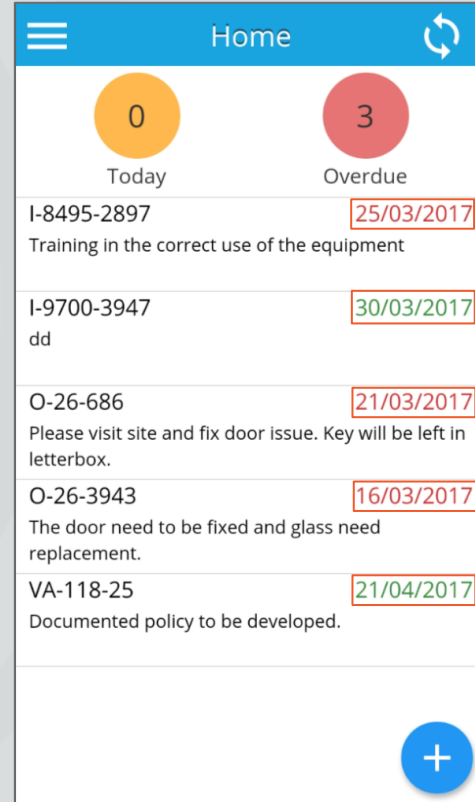 Home
0 3
Today Overdue
I-8495-2897 25/03/2017
Training in the correct use of the equipment
I-9700-3947 30/03/2017
dd
O-26-686 21/03/2017
Please visit site and fix door issue. Key will be left in
letterbox.
O-26-3943 16/03/2017
The door need to be fixed and glass need
replacement.
VA-118-25 21/04/2017
Documented policy to be developed.
+